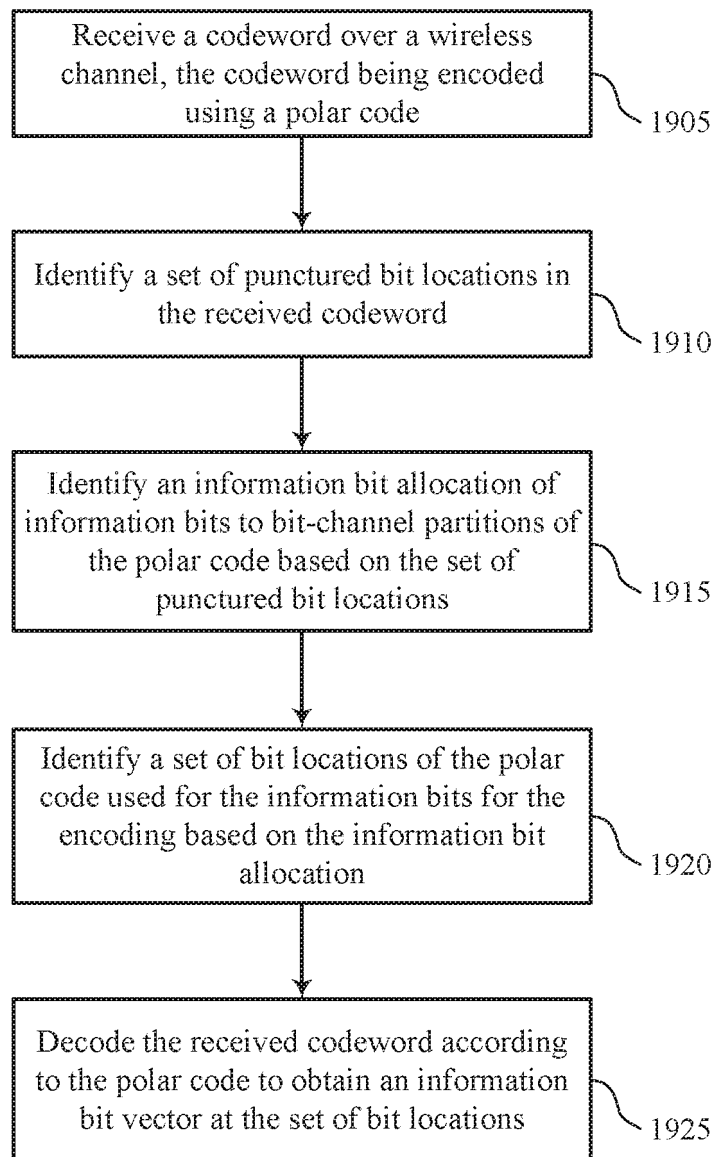 Receive a codeword over a wireless
channel, the codeword being encoded
using a polar code
1905
Identify a set of punctured bit locations in
the received codeword
1910
Identify an information bit allocation of
information bits to bit-channel partitions of
the polar code based on the set of
punctured bit locations
1915
Identify a set of bit locations of the polar
code used for the information bits for the
encoding based on the information bit
allocation
1920
Decode the received codeword according
to the polar code to obtain an information
bit vector at the set of bit locations
1925